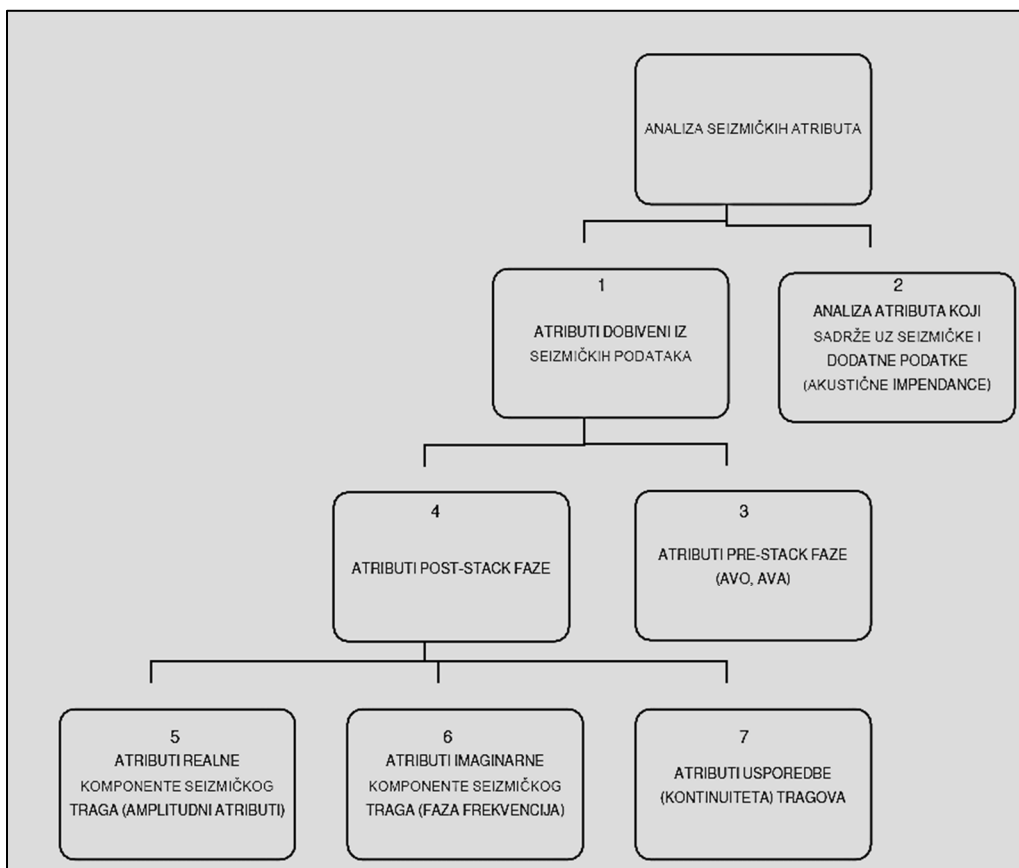 ANALIZA SEIZMIČKIH ATRIBUTA
1
ATRIBUTI DOBIVENI IZ
SEIZMIČKIH PODATAKA
2
ANALIZA ATRIBUTA KOJI
SADRŽE UZ SEIZMIČKE I
DODATNE PODATKE
(AKUSTIČNE IMPENDANCE)
4
ATRIBUTI POST-STACK FAZE
3
ATRIBUTI PRE-STACK FAZE
(AVO, AVA)
5
ATRIBUTI REALNE
KOMPONENTE SEIZMIČKOG
TRAGA (AMPLITUDNI ATRIBUTI)
6
ATRIBUTI IMAGINARNE
KOMPONENTE SEIZMIČKOG
TRAGA (FAZA FREKVENCIJA)
7
ATRIBUTI USPOREDBE
(KONTINUITETA) TRAGOVA